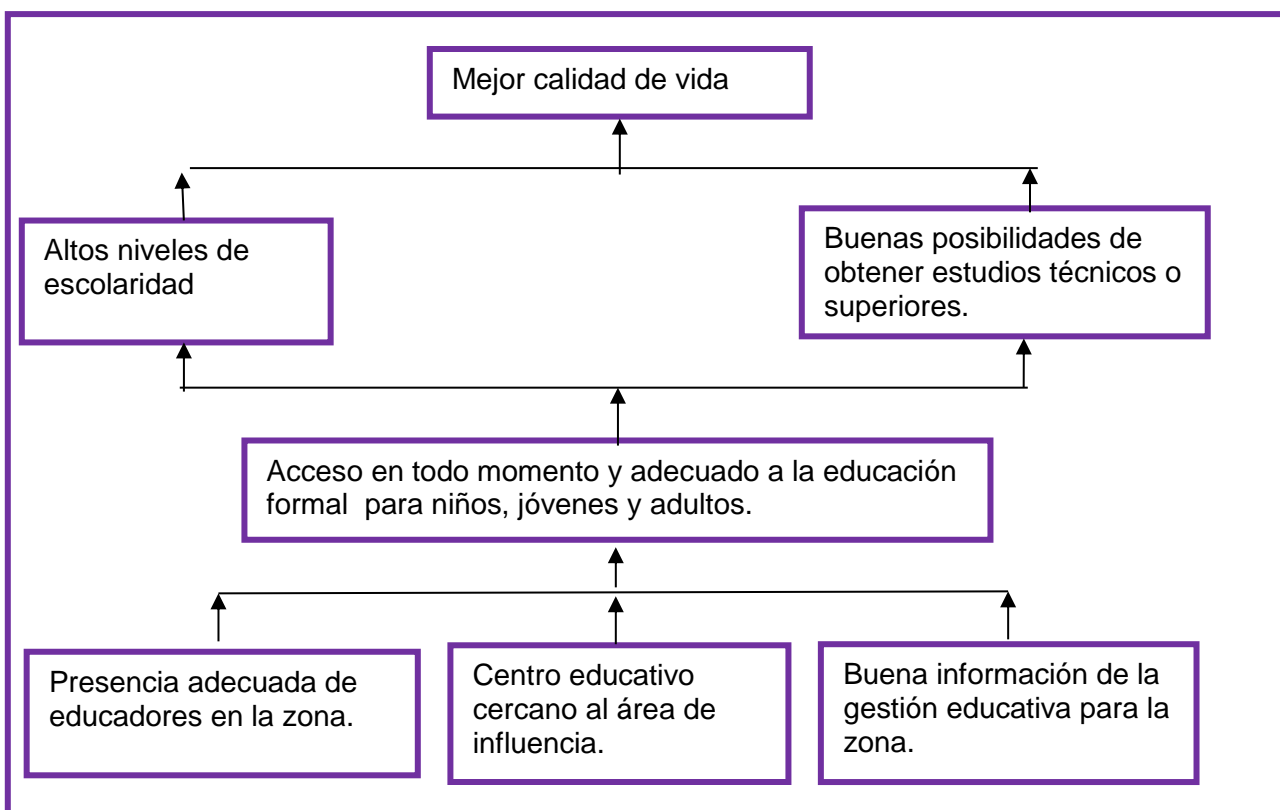 Mejor calidad de vida
Altos niveles de
escolaridad
Buenas posibilidades de
obtener estudios técnicos o
superiores.
Acceso en todo momento y adecuado a la educación
formal  para niños, jóvenes y adultos.
Presencia adecuada de
educadores en la zona.
Centro educativo
cercano al área de
influencia.
Buena información de la
gestión educativa para la
zona.